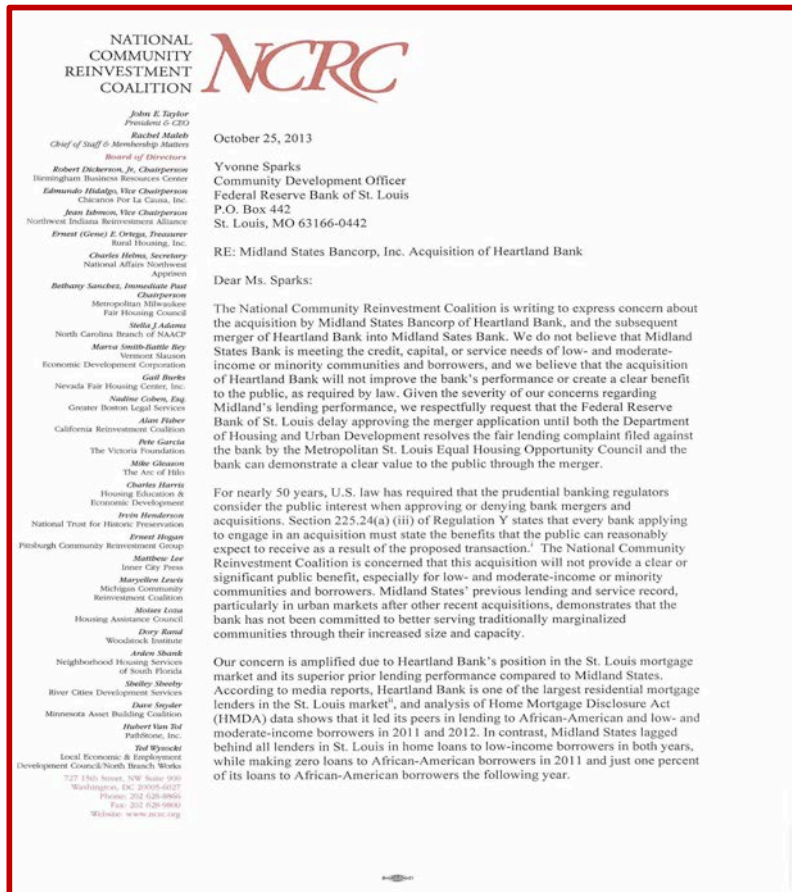 NATIONAL
COMMUNITY
REINVESTMENT
COALITION
NCRC
John E. Taylor
President & CEO
Rachel Maleh
Chief of Staff & Membership Matters
Board of Directors
Robert Dickerson, Jr, Chairperson
Birmingham Business Resources Center
Edmundo Hidalgo, Vice Chairperson
Chicanos Por La Causa, Inc.
Jean Ishmon, Vice Chairperson
Northwest Indiana Reinvestment Alliance
Ernest (Gene) E. Ortega, Treasurer
Rural Housing, Inc.
Charles Helms, Secretary
National Affairs Northwest
Apprisen
Bethany Sanchez, Immediate Past
Chairperson
Metropolitan Milwaukee
Fair Housing Council
Stella J. Adams
North Carolina Branch of NAACP
Marva Smith-Battle Bey
Vermont Slauson
Economic Development Corporation
Gail Burks
Nevada Fair Housing Center, Inc.
Nadine Cohen, Esq.
Greater Boston Legal Services
Alan Fisher
California Reinvestment Coalition
Pete Garcia
The Victoria Foundation
Mike Gleason
The Arc of Hilo
Charles Harris
Housing Education &
Economic Development
Irvin Henderson
National Trust for Historic Preservation
Ernest Hogan
Pittsburgh Community Reinvestment Group
Matthew Lee
Inner City Press
Maryellen Lewis
Michigan Community
Reinvestment Coalition
Moises Loza
Housing Assistance Council
Dory Rand
Woodstock Institute
Arden Shank
Neighborhood Housing Services
of South Florida
Shelley Sheehy
River Cities Development Services
Dave Snyder
Minnesota Asset Building Coalition
Hubert Van Tol
PathStone, Inc.
Ted Wysocki
Local Economic & Employment
Development Council/North Branch Works
727 15th Street, NW Suite 900
Washington, DC 20005-6027
Phone: 202 628-8866
Fax: 202 628-9800
Website: www.ncrc.org
October 25, 2013
Yvonne Sparks
Community Development Officer
Federal Reserve Bank of St. Louis
P.O. Box 442
St. Louis, MO 63166-0442
RE: Midland States Bancorp, Inc. Acquisition of Heartland Bank
Dear Ms. Sparks:
The National Community Reinvestment Coalition is writing to express concern about
the acquisition by Midland States Bancorp of Heartland Bank, and the subsequent
merger of Heartland Bank into Midland Sates Bank. We do not believe that Midland
States Bank is meeting the credit, capital, or service needs of low- and moderate-
income or minority communities and borrowers, and we believe that the acquisition
of Heartland Bank will not improve the bank's performance or create a clear benefit
to the public, as required by law. Given the severity of our concerns regarding
Midland's lending performance, we respectfully request that the Federal Reserve
Bank of St. Louis delay approving the merger application until both the Department
of Housing and Urban Development resolves the fair lending complaint filed against
the bank by the Metropolitan St. Louis Equal Housing Opportunity Council and the
bank can demonstrate a clear value to the public through the merger.
For nearly 50 years, U.S. law has required that the prudential banking regulators
consider the public interest when approving or denying bank mergers and
acquisitions. Section 225.24(a) (iii) of Regulation Y states that every bank applying
to engage in an acquisition must state the benefits that the public can reasonably
expect to receive as a result of the proposed transaction.i The National Community
Reinvestment Coalition is concerned that this acquisition will not provide a clear or
significant public benefit, especially for low- and moderate-income or minority
communities and borrowers. Midland States' previous lending and service record,
particularly in urban markets after other recent acquisitions, demonstrates that the
bank has not been committed to better serving traditionally marginalized
communities through their increased size and capacity.
Our concern is amplified due to Heartland Bank's position in the St. Louis mortgage
market and its superior prior lending performance compared to Midland States.
According to media reports, Heartland Bank is one of the largest residential mortgage
lenders in the St. Louis marketii, and analysis of Home Mortgage Disclosure Act
(HMDA) data shows that it led its peers in lending to African-American and low- and
moderate-income borrowers in 2011 and 2012. In contrast, Midland States lagged
behind all lenders in St. Louis in home loans to low-income borrowers in both years,
while making zero loans to African-American borrowers in 2011 and just one percent
of its loans to African-American borrowers the following year.